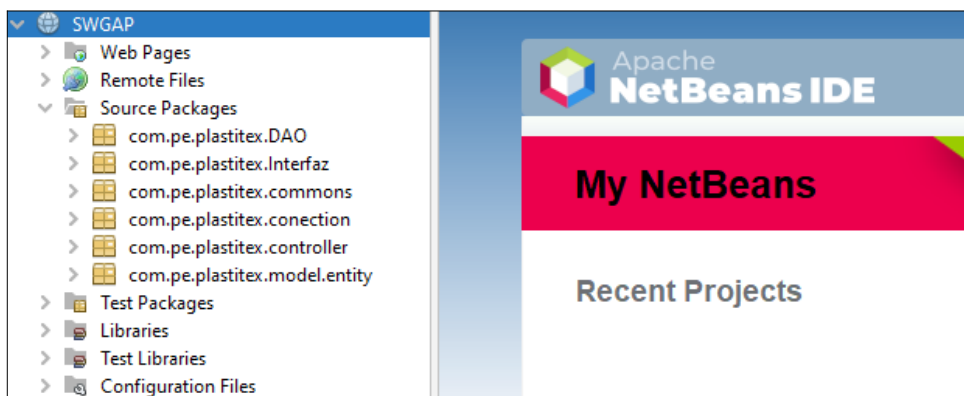 SWGAP
Web Pages
Remote Files
Source Packages
com.pe.plastitex.DAO
com.pe.plastitex.Interfaz
com.pe.plastitex.commons
com.pe.plastitex.conection
com.pe.plastitex.controller
com.pe.plastitex.model.entity
Test Packages
Libraries
Test Libraries
Configuration Files
Apache
NetBeans IDE
My NetBeans
Recent Projects